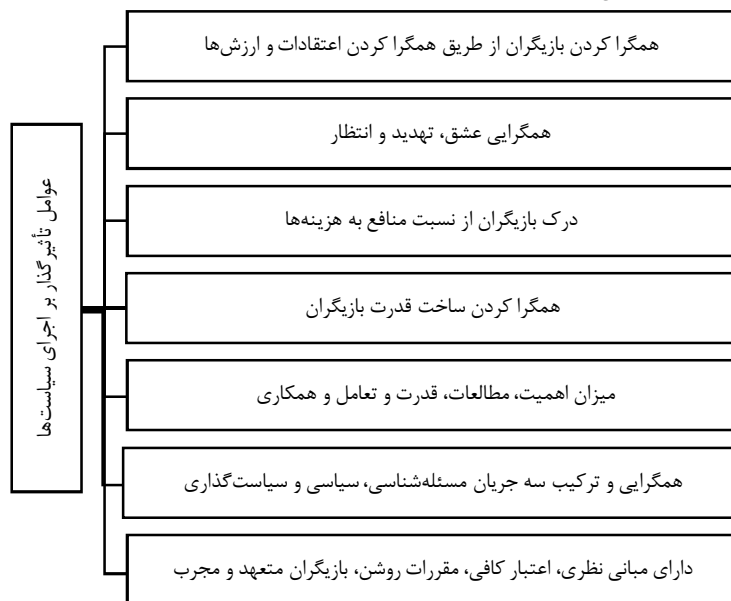 عوامل تأثیرگذار بر اجرای سیاست‌ها
همگرا کردن بازیگران از طریق همگرا کردن اعتقادات و ارزش‌ها
همگرایی عشق، تهدید و انتظار
درک بازیگران از نسبت منافع به هزینه‌ها
همگرا کردن ساخت قدرت بازیگران
میزان اهمیت، مطالعات، قدرت و تعامل و همکاری
همگرایی و ترکیب سه جریان مسئله‌شناسی، سیاسی و سیاست‌گذاری
دارای مبانی نظری، اعتبار کافی، مقررات روشن، بازیگران متعهد و مجرب